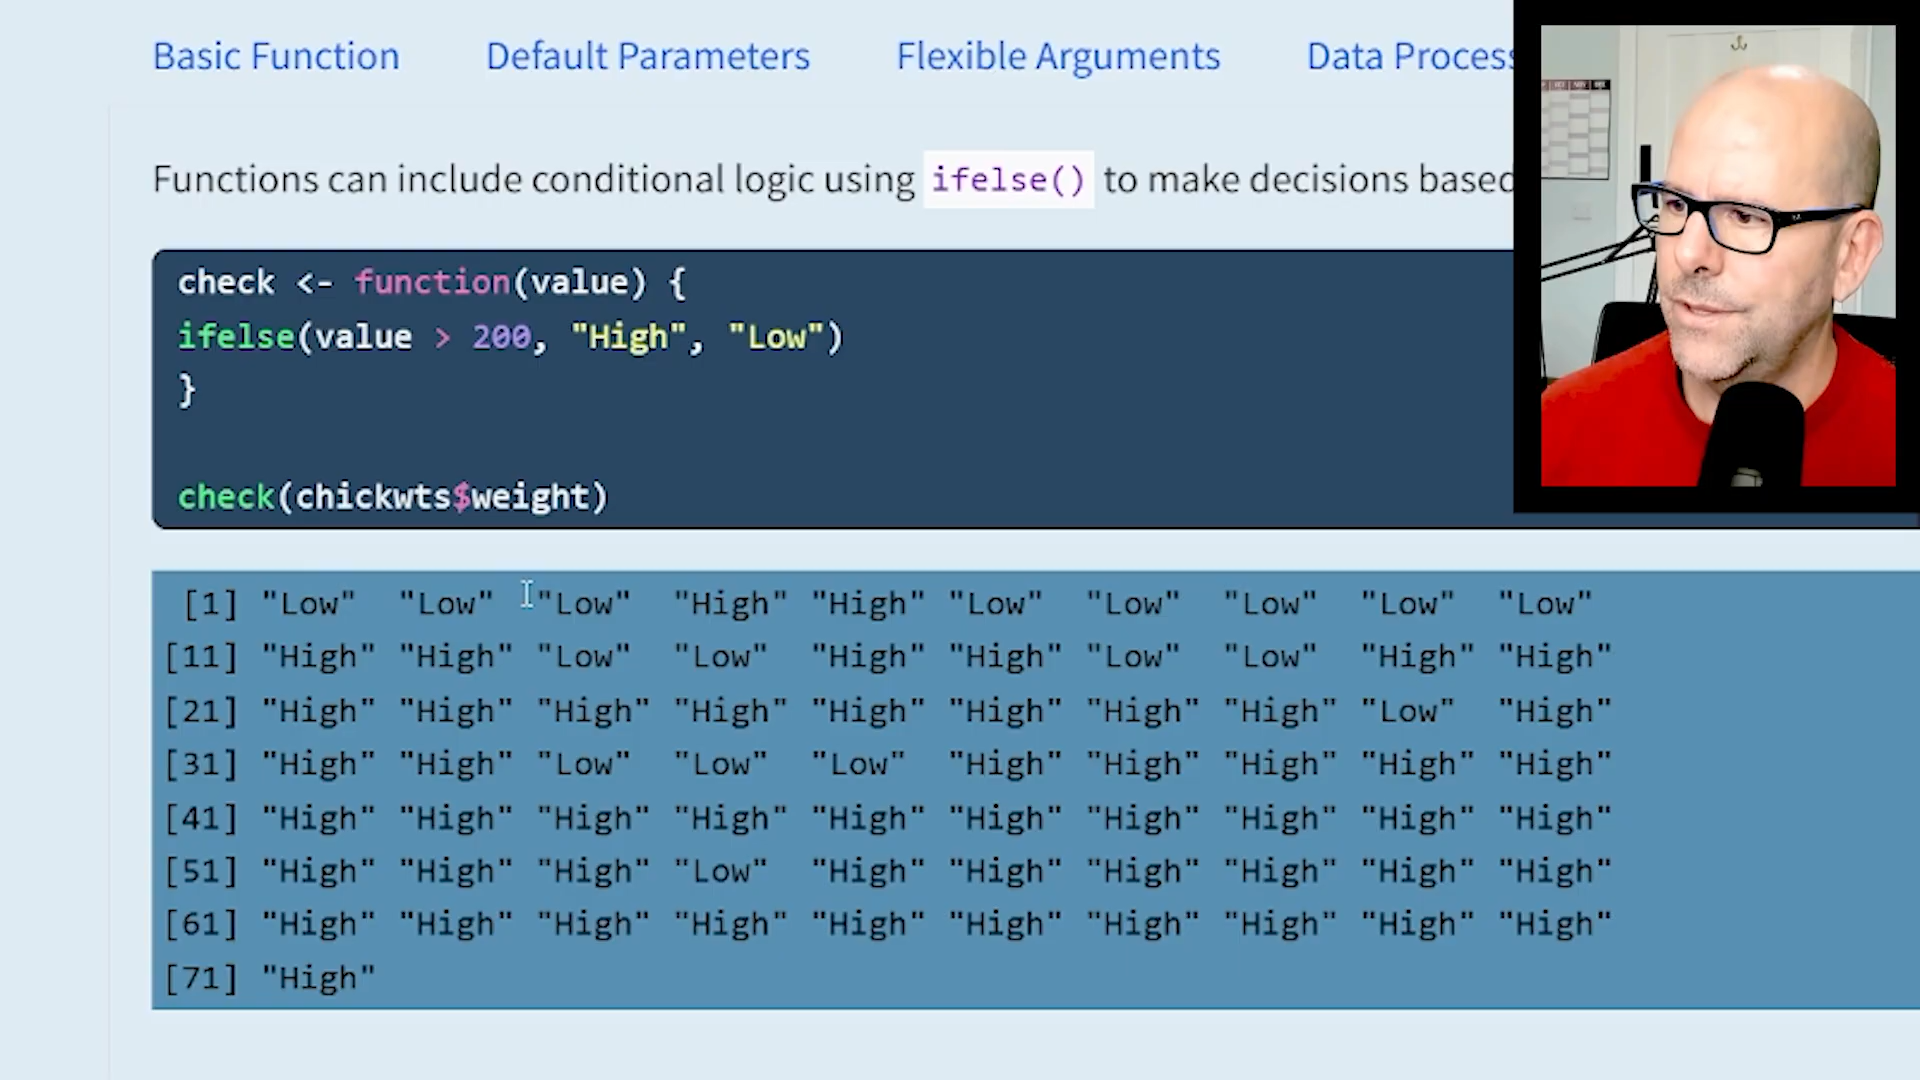 Basic Function Default Parameters Flexible Arguments Data Process
Functions can include conditional logic using ifelse() to make decisions based
check <- function(value) {
ifelse(value > 200, "High", "Low")
}
check(chickwts$weight)
[1] "Low" "Low" "Low" "High" "High" "Low" "Low" "Low" "Low" "Low"
[11] "High" "High" "Low" "Low" "High" "High" "Low" "Low" "High" "High"
[21] "High" "High" "High" "High" "High" "High" "High" "High" "Low" "High"
[31] "High" "High" "Low" "Low" "Low" "High" "High" "High" "High" "High"
[41] "High" "High" "High" "High" "High" "High" "High" "High" "High" "High"
[51] "High" "High" "High" "Low" "High" "High" "High" "High" "High" "High"
[61] "High" "High" "High" "High" "High" "High" "High" "High" "High" "High"
[71] "High"